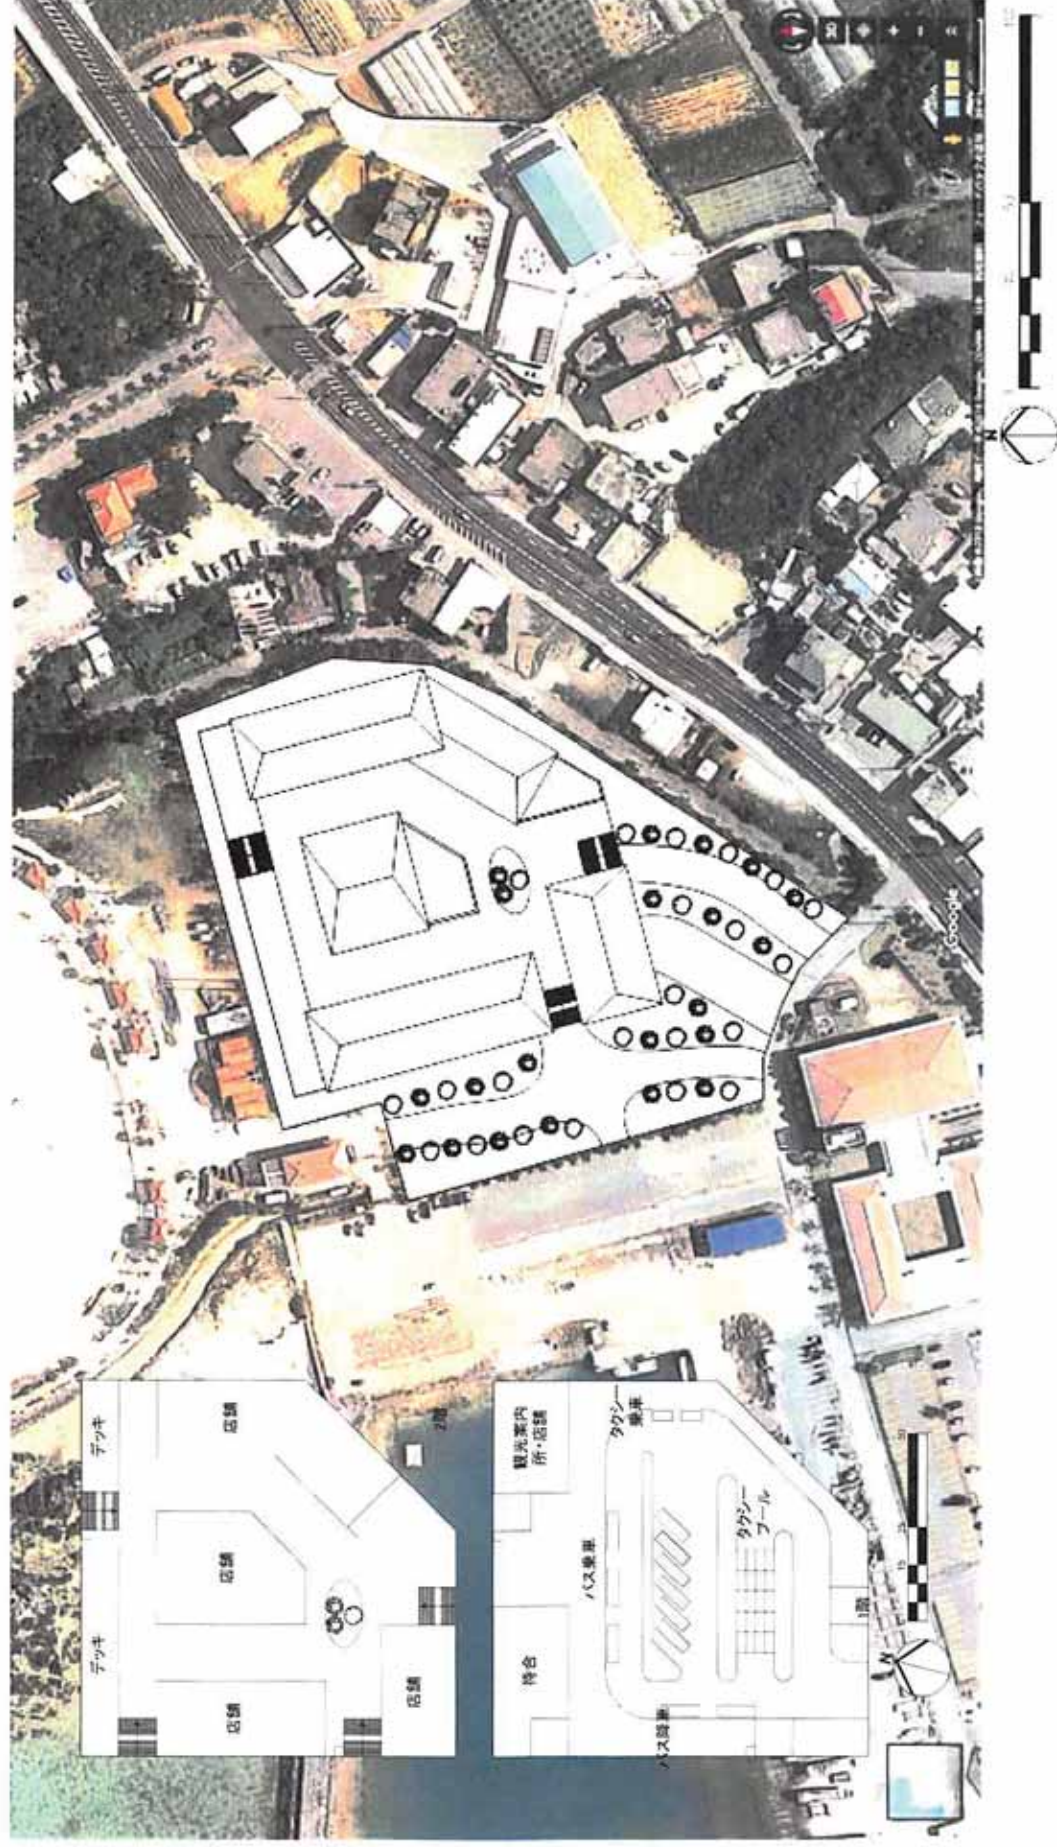 デッキ
デッキ
店舗
店舗
店舗
店舗
2階
観光案内
所・店舗
待合
バス乗車
タクシー
乗車
タクシー
プール
バス降車
1階
N
N
Google
3D